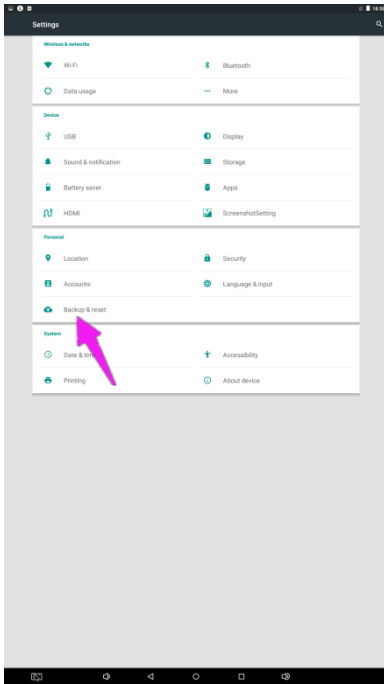 Settings
Wireless & networks
Wi-Fi
Bluetooth
Data usage
More
Device
USB
Display
Sound & notification
Storage
Battery saver
Apps
HDMI
ScreenshotSetting
Personal
Location
Security
Accounts
Language & input
Backup & reset
System
Date &
Accessibility
Printing
About device